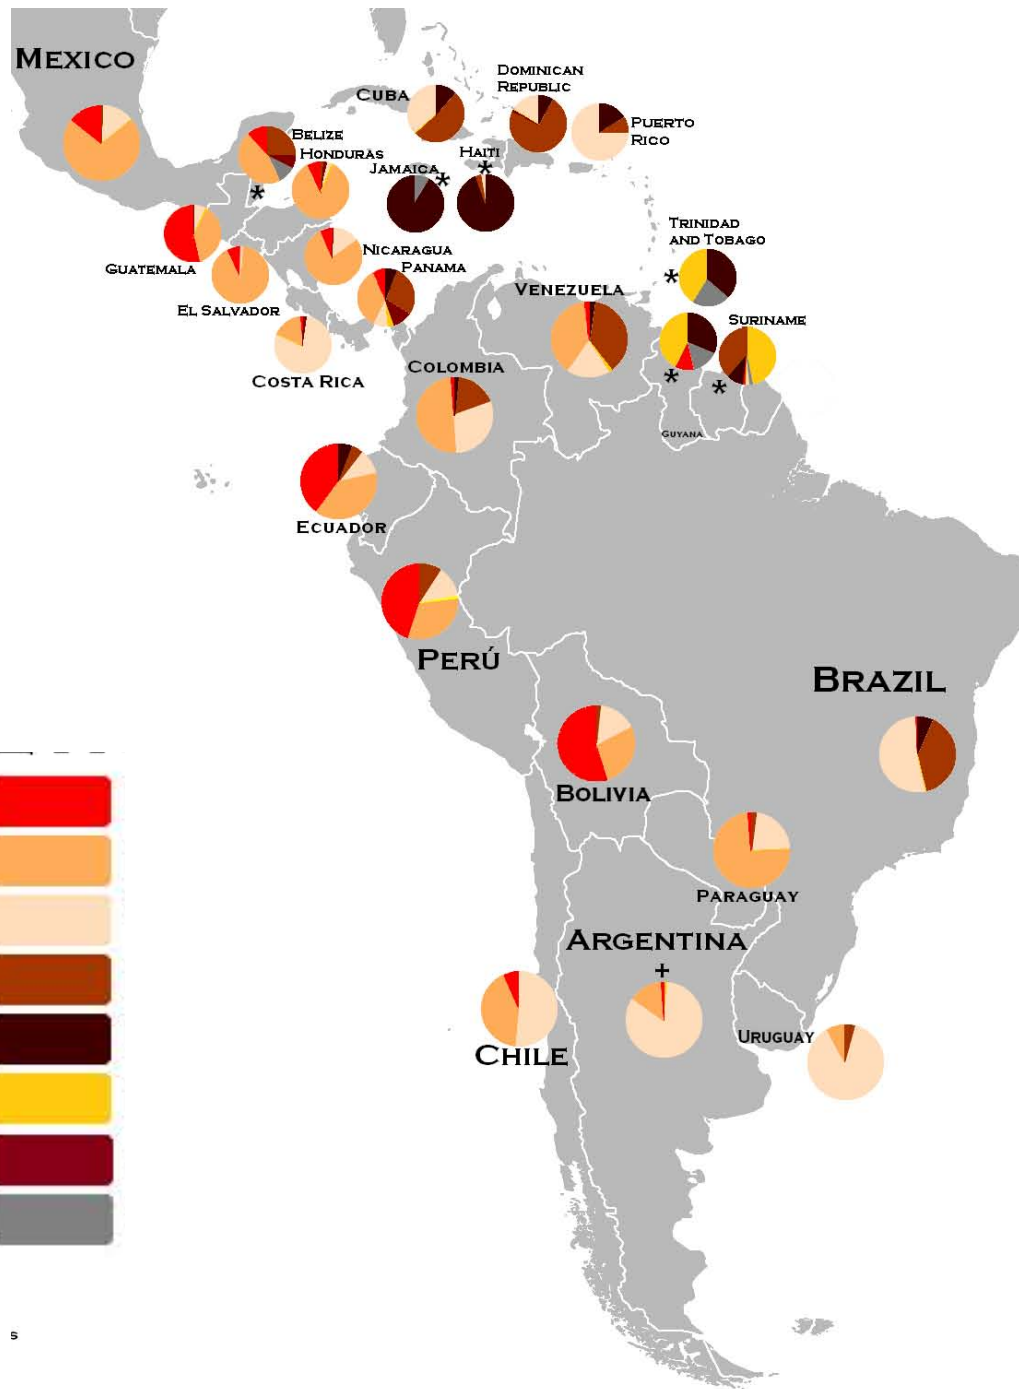 MEXICO
CUBA
DOMINICAN
REPUBLIC
PUERTO
RICO
BELIZE
HONDURAS
JAMAICA
*
HAITI
*
*
GUATEMALA
NICARAGUA
PANAMA
EL SALVADOR
COSTA RICA
TRINIDAD
AND TOBAGO
*
VENEZUELA
SURINAME
*
*
COLOMBIA
GUYANA
ECUADOR
PERÚ
BRAZIL
BOLIVIA
PARAGUAY
ARGENTINA
+
CHILE
URUGUAY
S